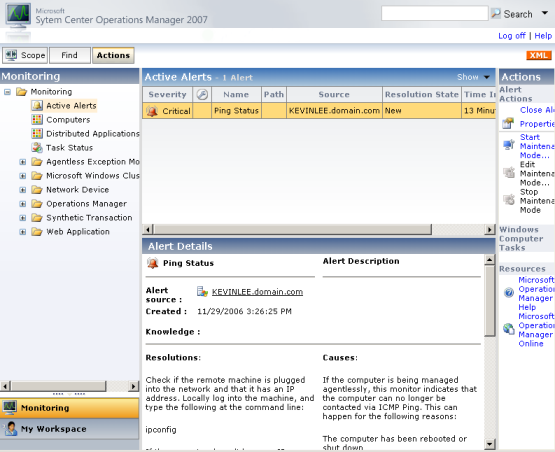 Microsoft
Sytem Center Operations Manager 2007
Search
Log off | Help
Scope
Find
Actions
XML
Monitoring
Monitoring
Active Alerts
Computers
Distributed Applications
Task Status
Agentless Exception Mo
Microsoft Windows Clus
Network Device
Operations Manager
Synthetic Transaction
Web Application
Monitoring
My Workspace
Active Alerts - 1 Alert
Show
Severity Name Path Source Resolution State Time In
Critical Ping Status KEVINLEE.domain.com New 13 Minu
Alert Details
Ping Status
Alert Description
Alert source : KEVINLEE.domain.com
Created : 11/29/2006 3:26:25 PM
Knowledge :
Resolutions:
Check if the remote machine is plugged
into the network and that it has an IP
address. Locally log into the machine, and
type the following at the command line:
ipconfig
Causes:
If the computer is being managed
agentlessly, this monitor indicates that
the computer can no longer be
contacted via ICMP Ping. This can
happen for the following reasons:
The computer has been rebooted or
shut down
Actions
Alert
Actions
Close Al
Propertie
Start
Maintena
Mode...
Edit
Maintena
Mode...
Stop
Maintena
Mode
Windows
Computer
Tasks
Resources
Microsoft
Operation
Manager
Help
Microsoft
Operation
Manager
Online